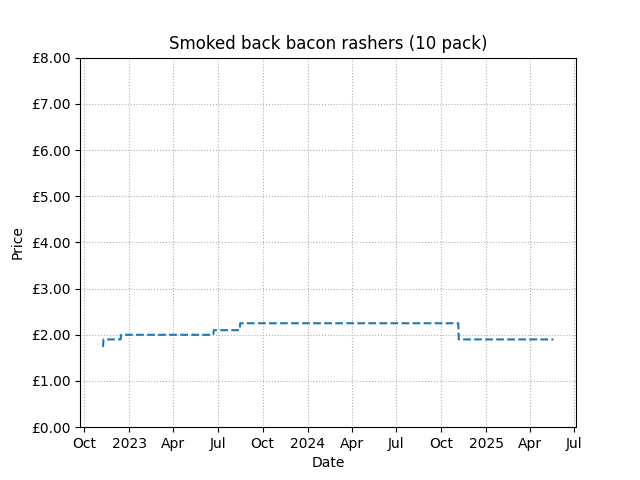 Smoked back bacon rashers (10 pack)
£8.00
£7.00
£6.00
£5.00
£4.00
£3.00
£2.00
£1.00
£0.00
Price
Oct 2023 Apr Jul Oct 2024 Apr Jul Oct 2025 Apr Jul
Date